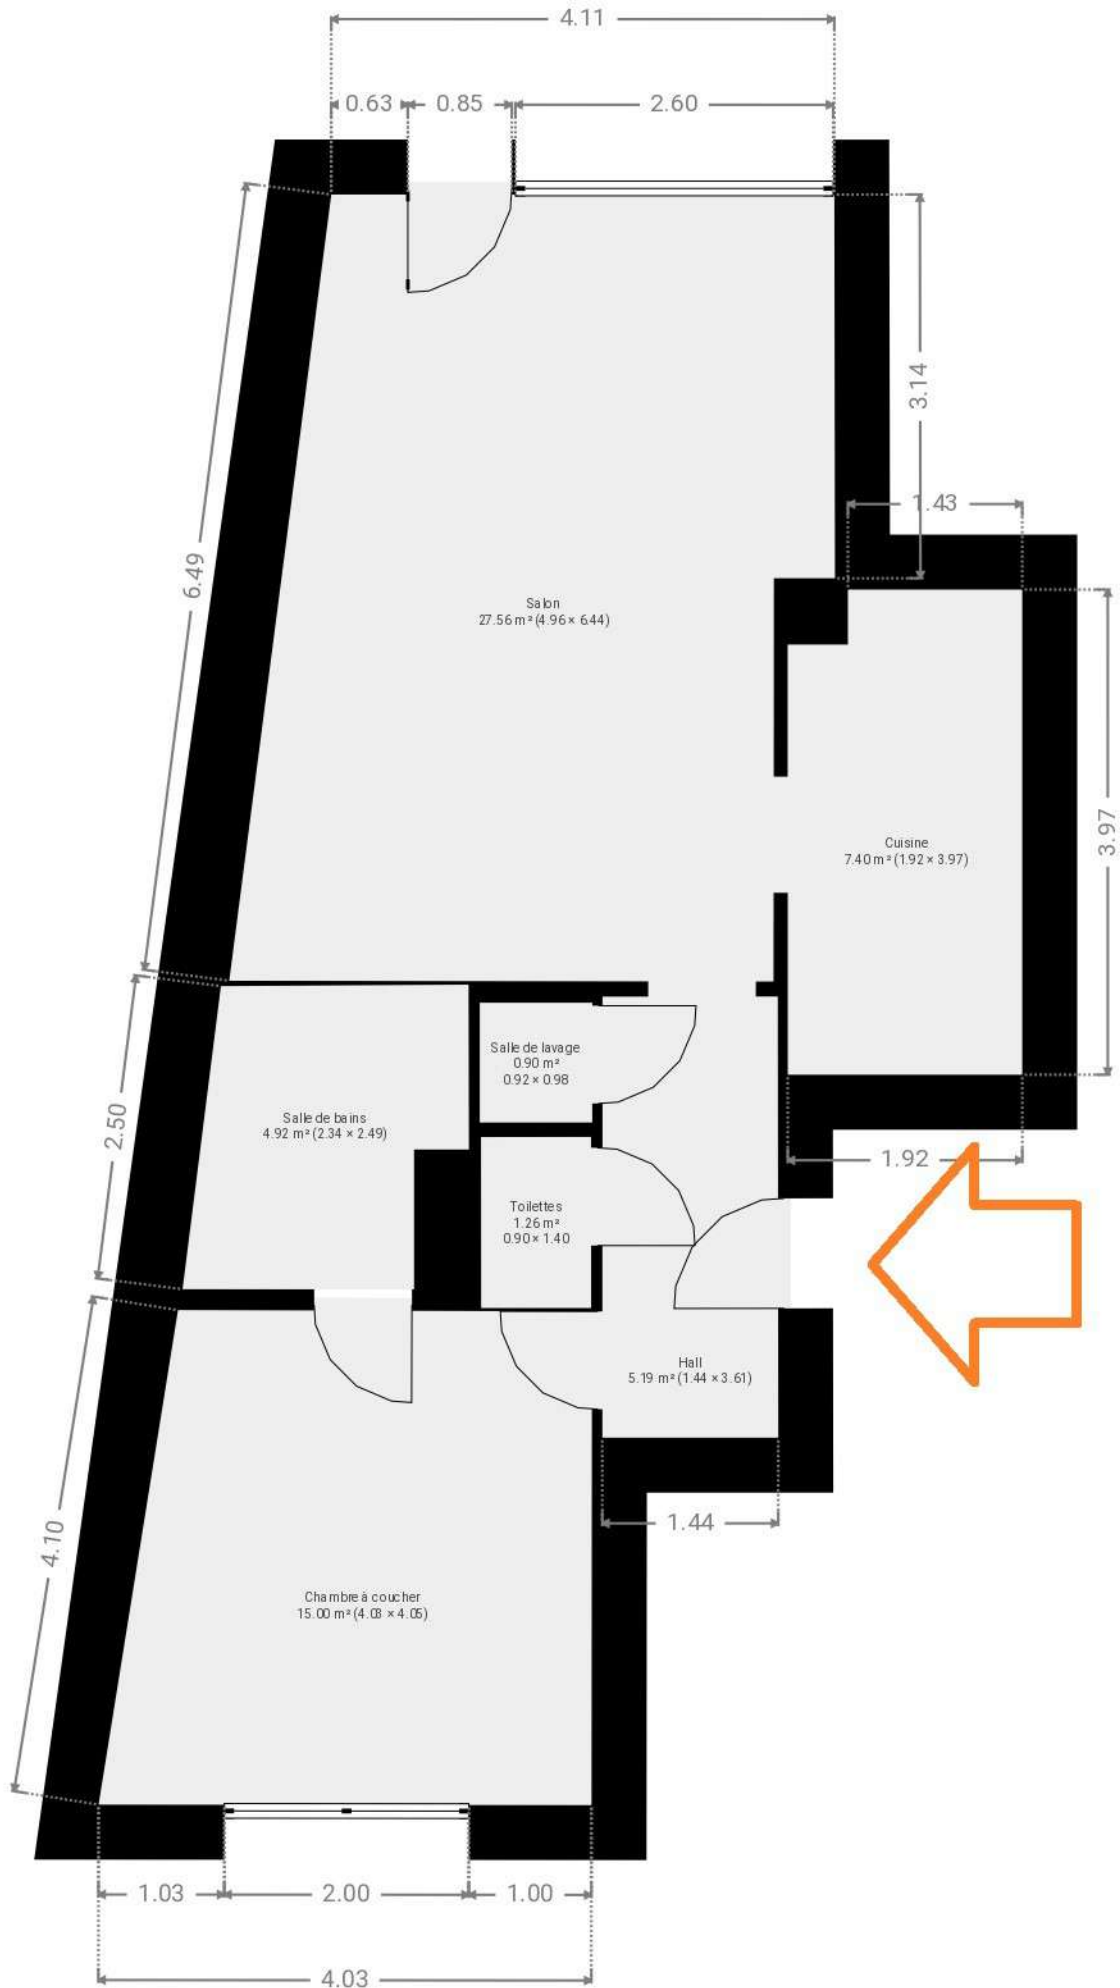 4.11
0.63
0.85
2.60
3.14
1.43
6.49
Salon
27.56 m² (4.96 × 6.44)
3.97
Cuisine
7.40 m² (1.92 × 3.97)
Salle de lavage
0.90 m²
0.92 × 0.98
2.50
Salle de bains
4.92 m² (2.34 × 2.49)
1.92
Toilettes
1.26 m²
0.90 × 1.40
Hall
5.19 m² (1.44 × 3.61)
1.44
4.10
Chambre à coucher
15.00 m² (4.03 × 4.05)
1.03
2.00
1.00
4.03